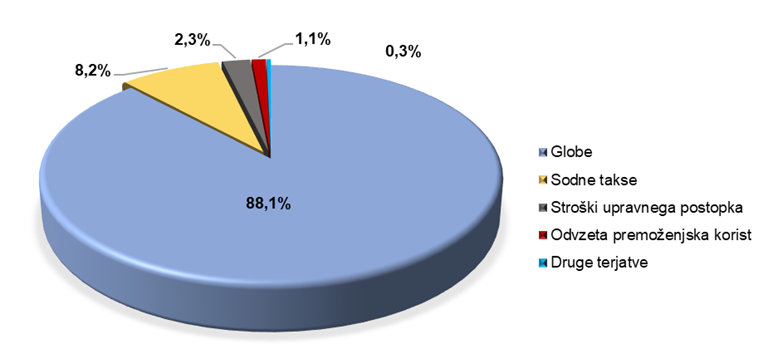 2,3%
1,1%
0,3%
8,2%
88,1%
Globe
Sodne takse
Stroški upravnega postopka
Odvzeta premoženjska korist
Druge terjatve